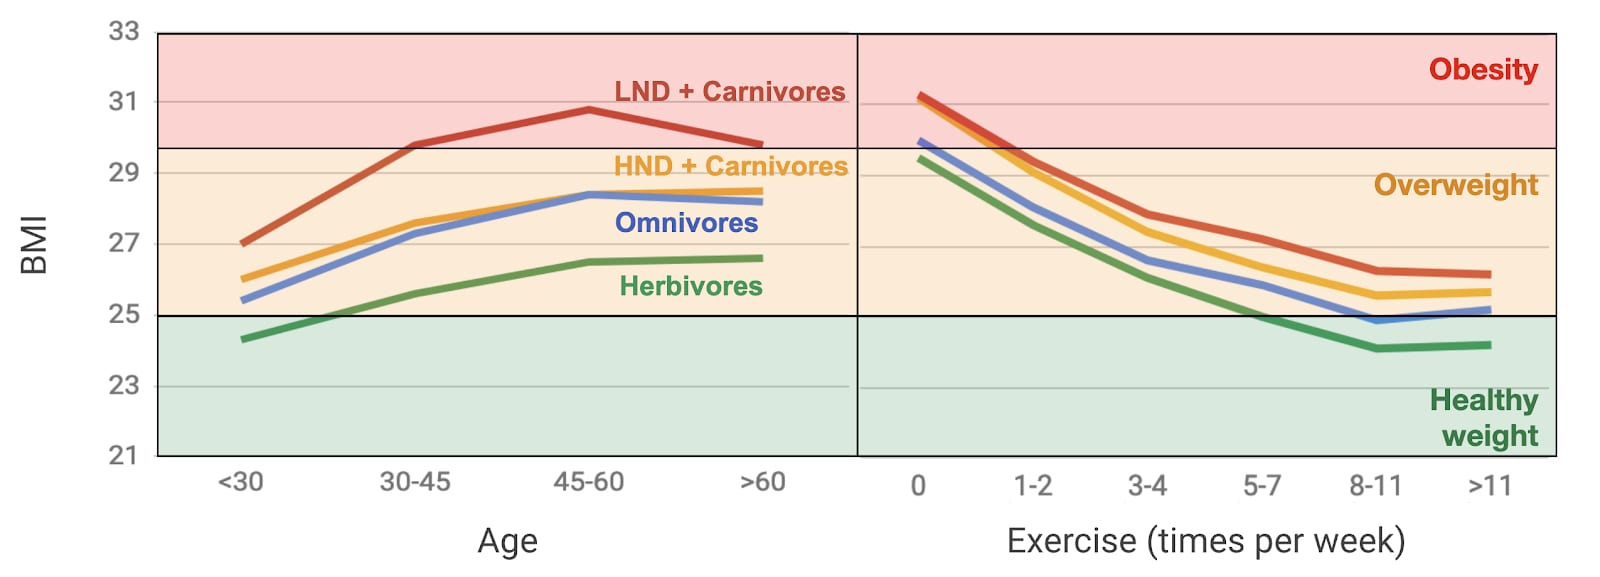 33
31
29
27
25
23
21
BMI
LND + Carnivores
HND + Carnivores
Omnivores
Herbivores
<30 30-45 45-60 >60
Age
Obesity
Overweight
Healthy
weight
0 1-2 3-4 5-7 8-11 >11
Exercise (times per week)